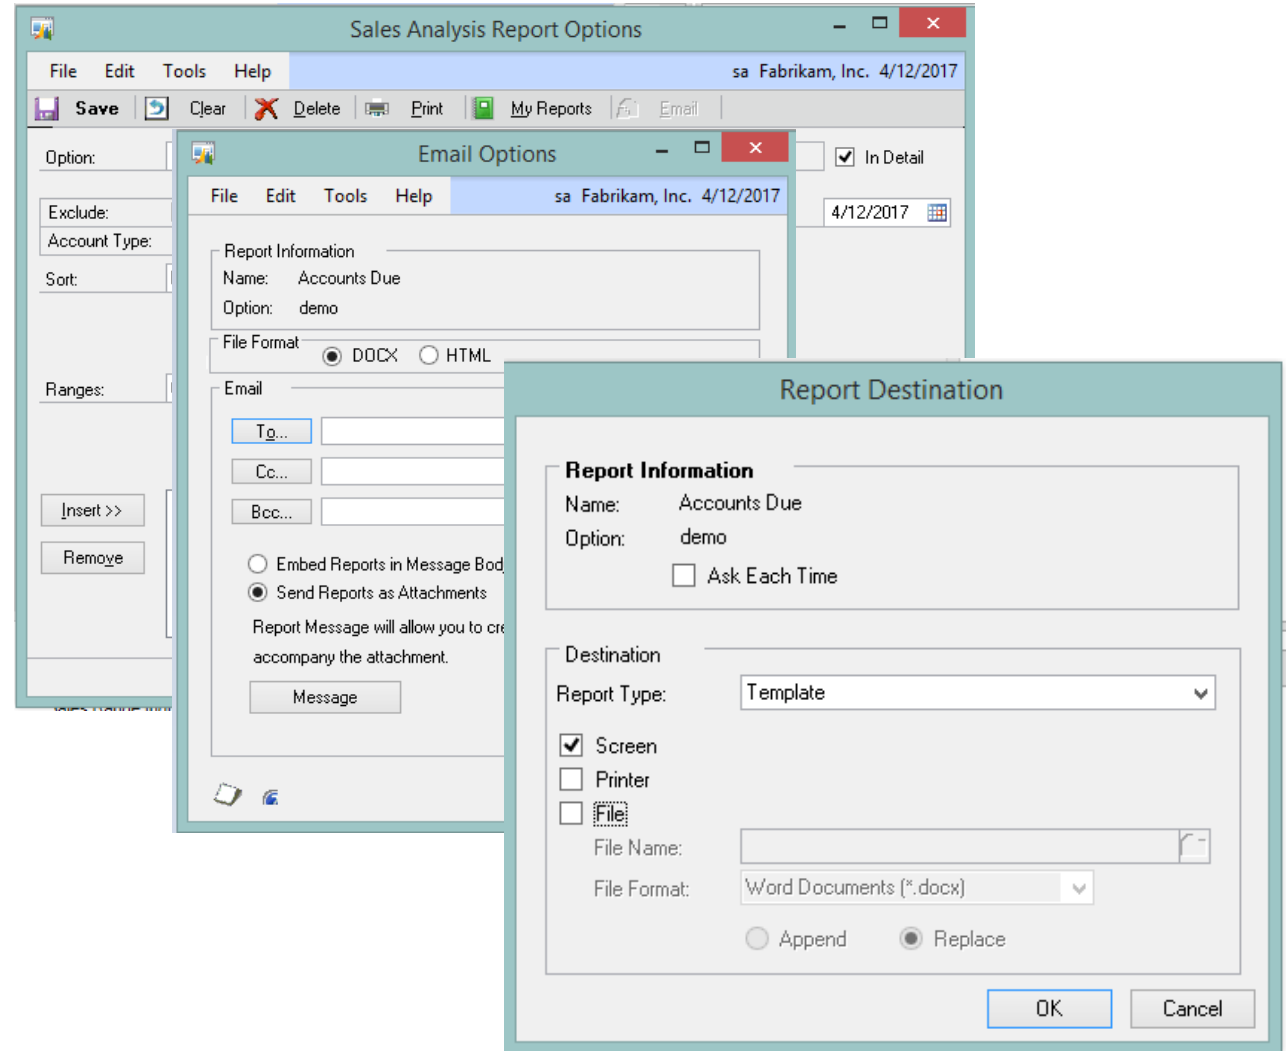 Sales Analysis Report Options
File Edit Tools Help sa Fabrikam, Inc. 4/12/2017
Save Clear Delete Print My Reports Email
Option: In Detail
Exclude: 4/12/2017
Account Type:
Sort:
Ranges:
Insert >>
Remove
Email Options
File Edit Tools Help sa Fabrikam, Inc. 4/12/2017
Report Information
Name: Accounts Due
Option: demo
File Format
DOCX HTML
Email
To...
Cc...
Bcc...
Embed Reports in Message Bod
Send Reports as Attachments
Report Message will allow you to cre
accompany the attachment.
Message
Report Destination
Report Information
Name: Accounts Due
Option: demo
Ask Each Time
Destination
Report Type: Template
Screen
Printer
File
File Name:
File Format: Word Documents (*.docx)
Append Replace
OK Cancel